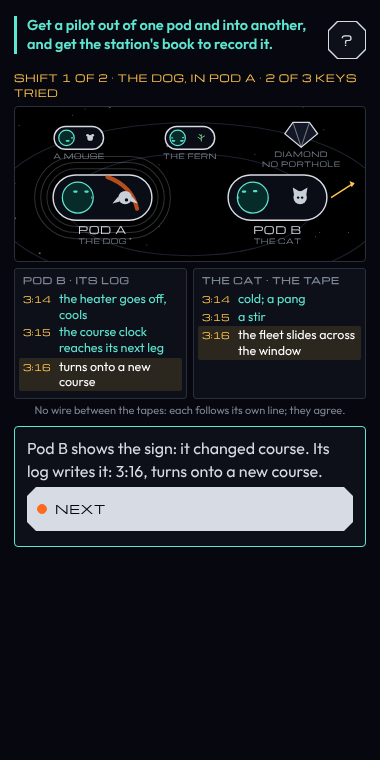 Get a pilot out of one pod and into another,
and get the station's book to record it.
?
SHIFT 1 OF 2 · THE DOG, IN POD A · 2 OF 3 KEYS
TRIED
A MOUSE
THE FERN
DIAMOND
NO PORTHOLE
POD A
THE DOG
POD B
THE CAT
POD B · ITS LOG
3:14 the heater goes off,
cools
3:15 the course clock
reaches its next leg
3:16 turns onto a new
course
THE CAT · THE TAPE
3:14 cold; a pang
3:15 a stir
3:16 the fleet slides across
the window
No wire between the tapes: each follows its own line; they agree.
Pod B shows the sign: it changed course. Its
log writes it: 3:16, turns onto a new course.
NEXT